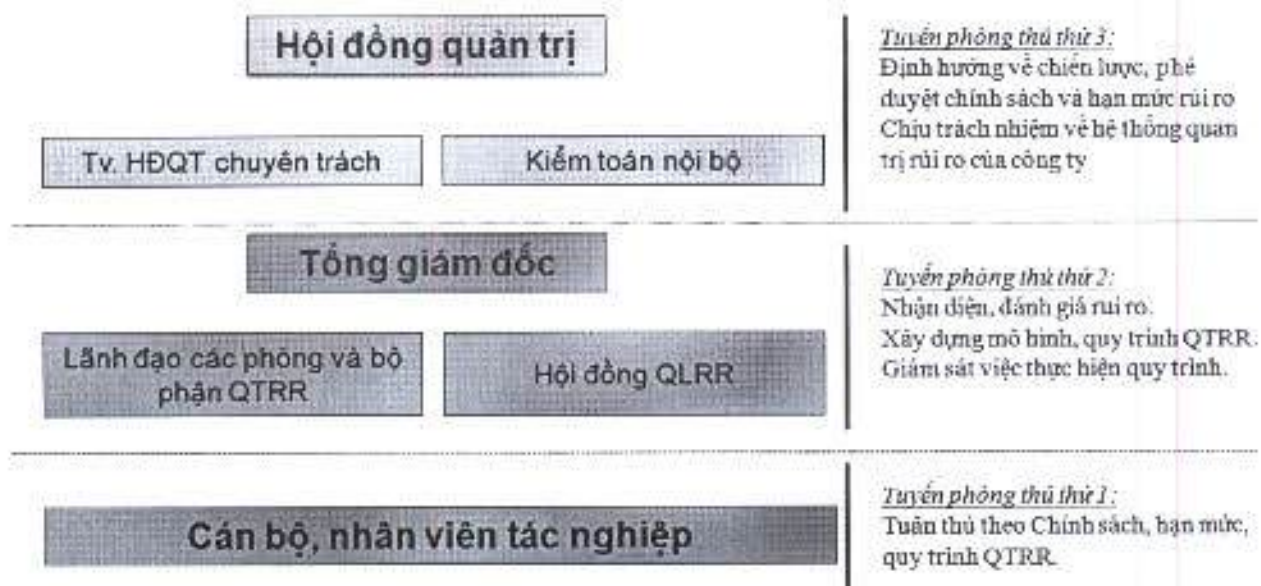 Hội đồng quản trị
Tv. HĐQT chuyên trách
Kiểm toán nội bộ
Tuyến phòng thủ thứ 3:
Định hướng về chiến lược, phê
duyệt chính sách và hạn mức rủi ro
Chịu trách nhiệm về hệ thống quản
trị rủi ro của công ty
Tổng giám đốc
Lãnh đạo các phòng và bộ
phận QTRR
Hội đồng QLRR
Tuyến phòng thủ thứ 2:
Nhận diện, đánh giá rui ro.
Xây dựng mô hình, quy trình QTRR.
Giám sát việc thực hiện quy trình.
Cán bộ, nhân viên tác nghiệp
Tuyến phòng thủ thứ 1:
Tuân thủ theo Chính sách, hạn mức,
quy trình QTRR.